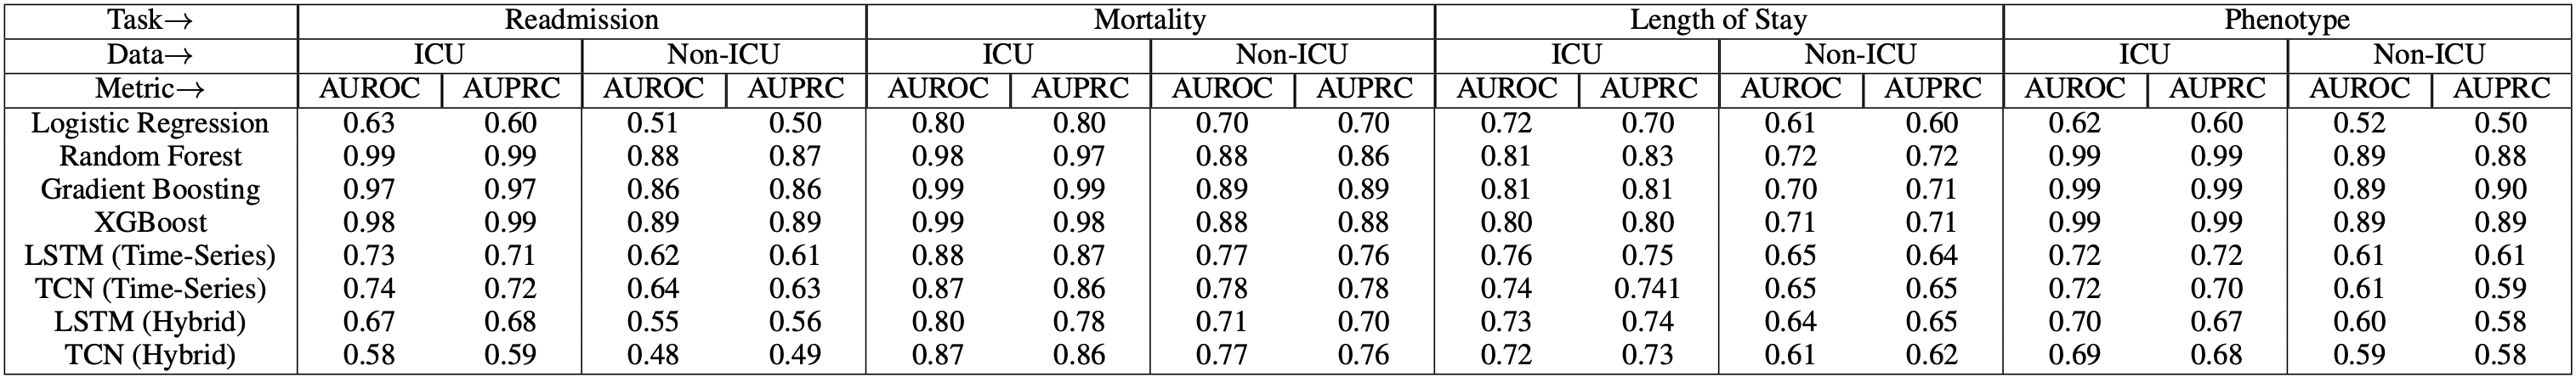 Task→ Readmission Mortality Length of Stay Phenotype
Data→ ICU Non-ICU ICU Non-ICU ICU Non-ICU ICU Non-ICU
Metric→ AUROC AUPRC AUROC AUPRC AUROC AUPRC AUROC AUPRC AUROC AUPRC AUROC AUPRC AUROC AUPRC AUROC AUPRC
Logistic Regression 0.63 0.60 0.51 0.50 0.80 0.80 0.70 0.70 0.72 0.70 0.61 0.60 0.62 0.60 0.52 0.50
Random Forest 0.99 0.99 0.88 0.87 0.98 0.97 0.88 0.86 0.81 0.83 0.72 0.72 0.99 0.99 0.89 0.88
Gradient Boosting 0.97 0.97 0.86 0.86 0.99 0.99 0.89 0.89 0.81 0.81 0.70 0.71 0.99 0.99 0.89 0.90
XGBoost 0.98 0.99 0.89 0.89 0.99 0.98 0.88 0.88 0.80 0.80 0.71 0.71 0.99 0.99 0.89 0.89
LSTM (Time-Series) 0.73 0.71 0.62 0.61 0.88 0.87 0.77 0.76 0.76 0.75 0.65 0.64 0.72 0.72 0.61 0.61
TCN (Time-Series) 0.74 0.72 0.64 0.63 0.87 0.86 0.78 0.78 0.74 0.741 0.65 0.65 0.72 0.70 0.61 0.59
LSTM (Hybrid) 0.67 0.68 0.55 0.56 0.80 0.78 0.71 0.70 0.73 0.74 0.64 0.65 0.70 0.67 0.60 0.58
TCN (Hybrid) 0.58 0.59 0.48 0.49 0.87 0.86 0.77 0.76 0.72 0.73 0.61 0.62 0.69 0.68 0.59 0.58